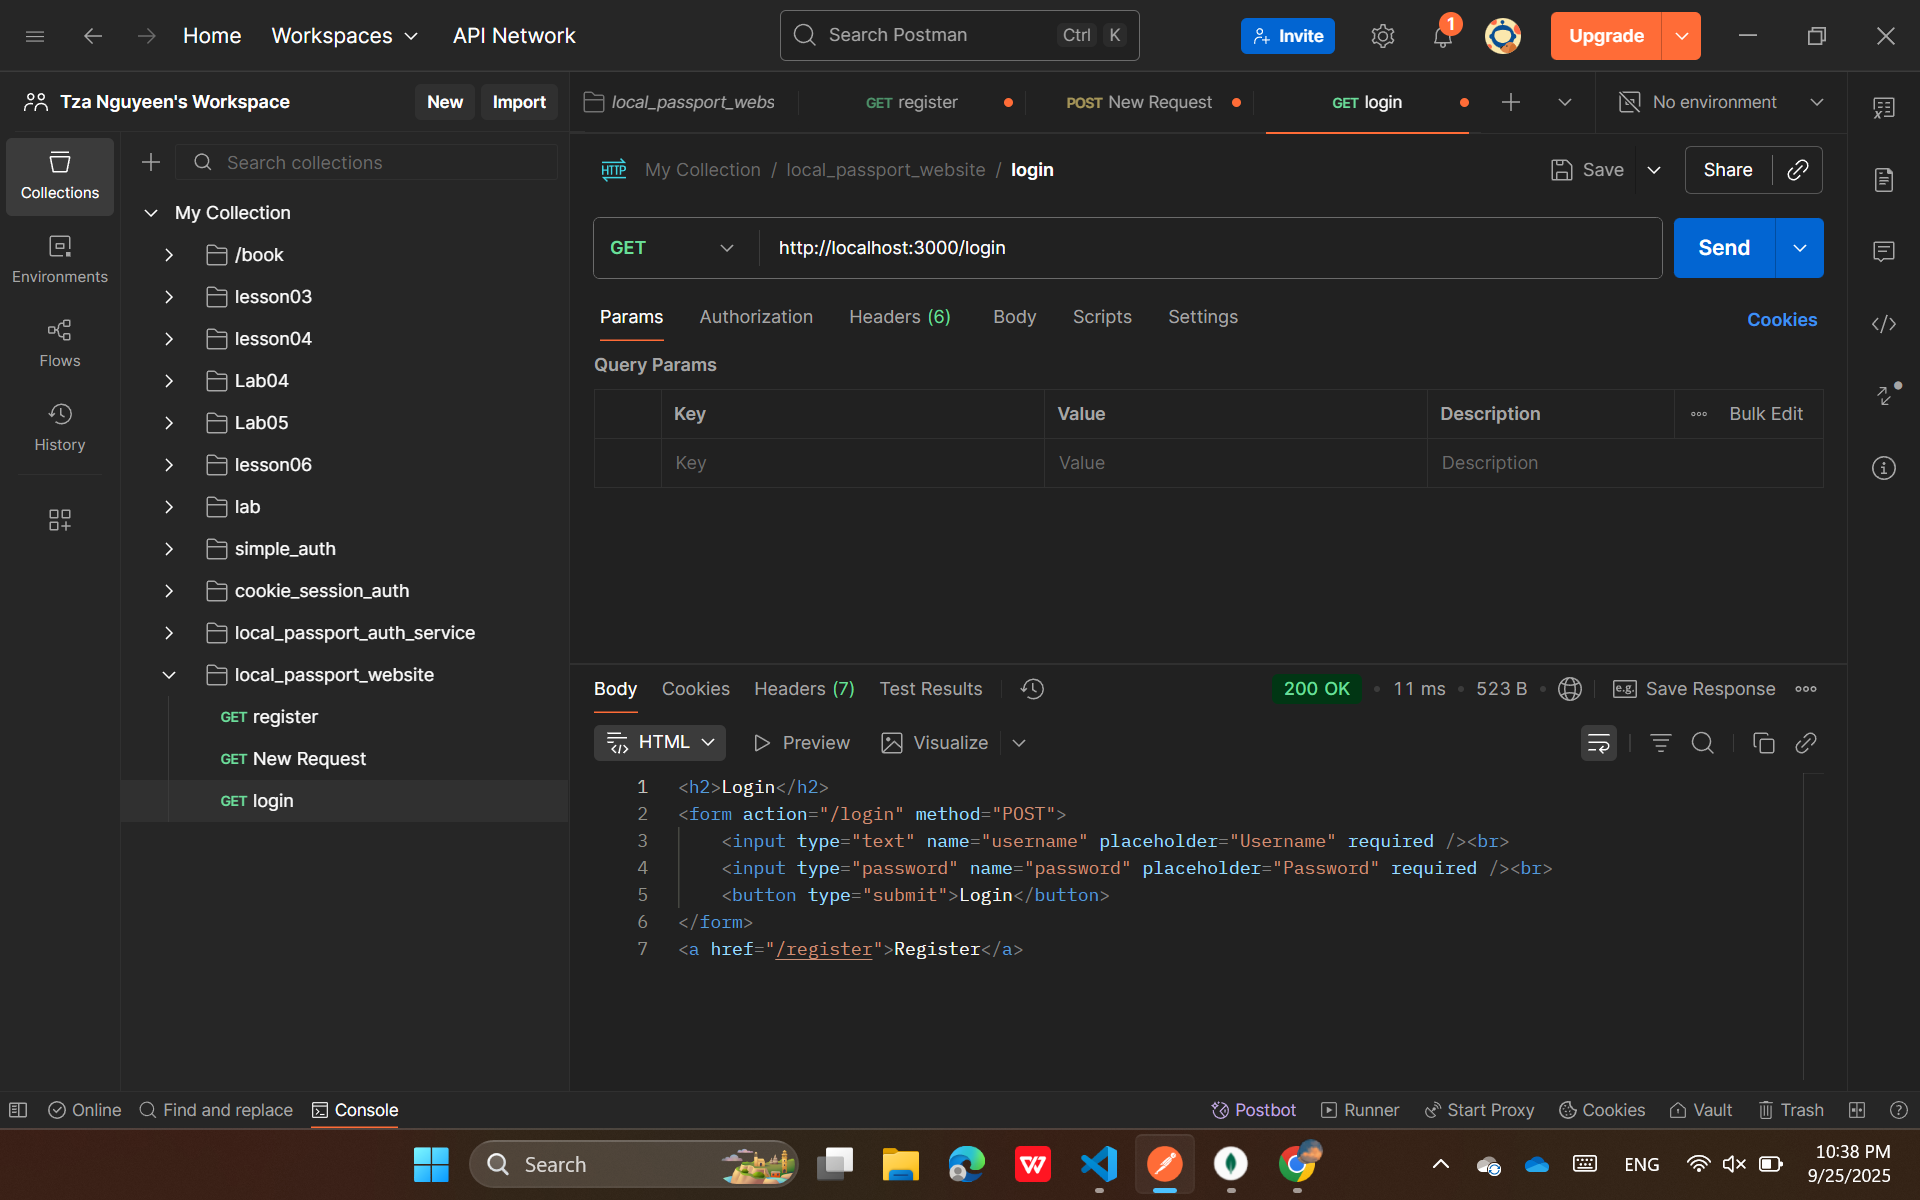 Home
Workspaces
API Network
Search Postman
Ctrl K
Invite
1
Upgrade
Tza Nguyeen's Workspace
New
Import
local_passport_webs
GET register
POST New Request
GET login
No environment
Collections
Environments
Flows
History
Search collections
My Collection
/book
lesson03
lesson04
Lab04
Lab05
lesson06
lab
simple_auth
cookie_session_auth
local_passport_auth_service
local_passport_website
GET register
GET New Request
GET login
HTTP My Collection / local_passport_website / login
Save
Share
GET
http://localhost:3000/login
Send
Params
Authorization
Headers (6)
Body
Scripts
Settings
Cookies
Query Params
Key
Value
Description
Bulk Edit
Key
Value
Description
Body
Cookies
Headers (7)
Test Results
200 OK • 11 ms • 523 B
e.g. Save Response
HTML
Preview
Visualize
1 <h2>Login</h2>
2 <form action="/login" method="POST">
3 <input type="text" name="username" placeholder="Username" required /><br>
4 <input type="password" name="password" placeholder="Password" required /><br>
5 <button type="submit">Login</button>
6 </form>
7 <a href="/register">Register</a>
Online
Find and replace
Console
Postbot
Runner
Start Proxy
Cookies
Vault
Trash
Search
W
ENG
10:38 PM
9/25/2025